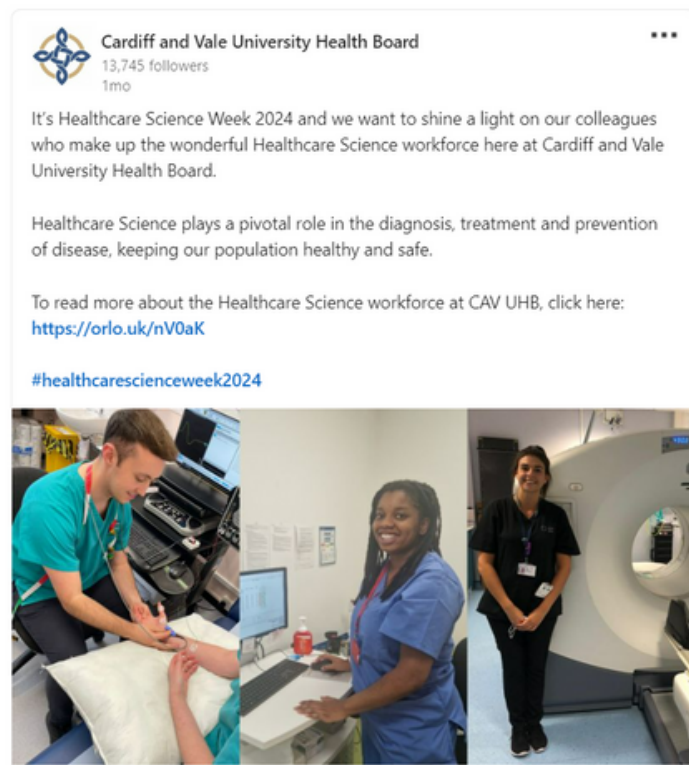 Cardiff and Vale University Health Board
13,745 followers
1mo
It's Healthcare Science Week 2024 and we want to shine a light on our colleagues
who make up the wonderful Healthcare Science workforce here at Cardiff and Vale
University Health Board.
Healthcare Science plays a pivotal role in the diagnosis, treatment and prevention
of disease, keeping our population healthy and safe.
To read more about the Healthcare Science workforce at CAV UHB, click here:
https://orlo.uk/nV0aK
#healthcarescienceweek2024